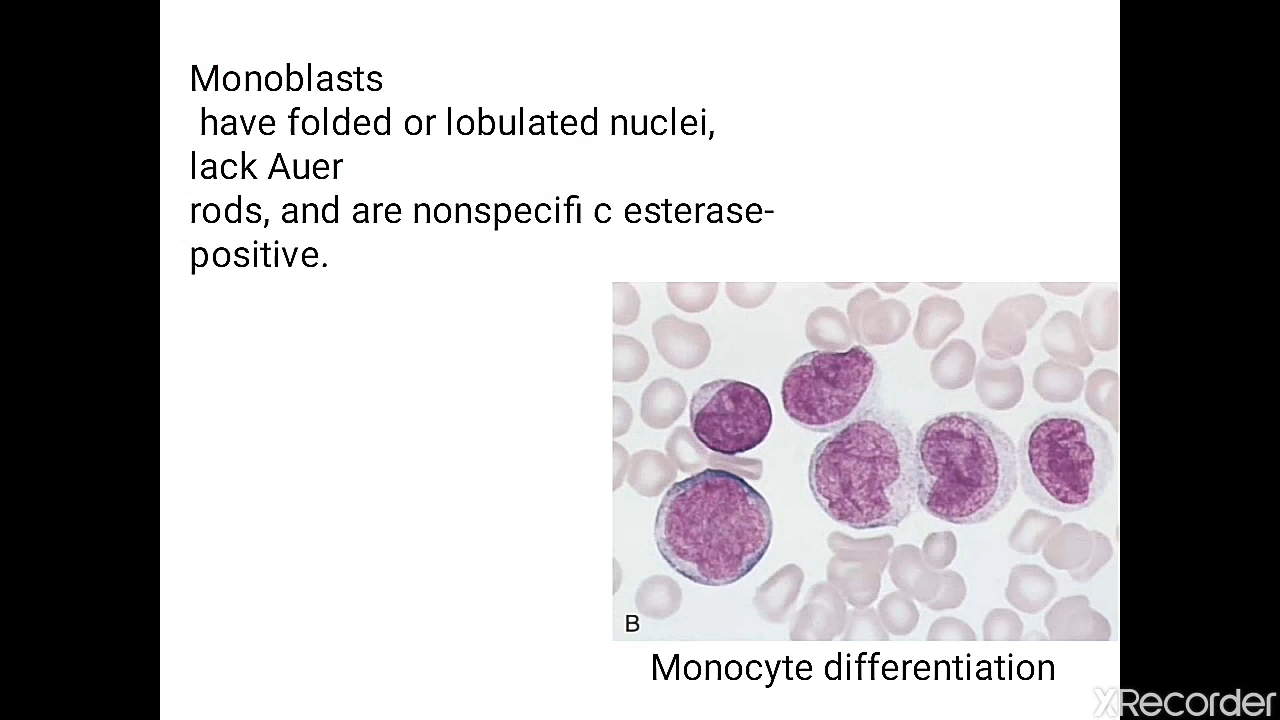 Monoblasts
have folded or lobulated nuclei,
lack Auer
rods, and are nonspecifi c esterase-
positive.
B
Monocyte differentiation
XRecorder